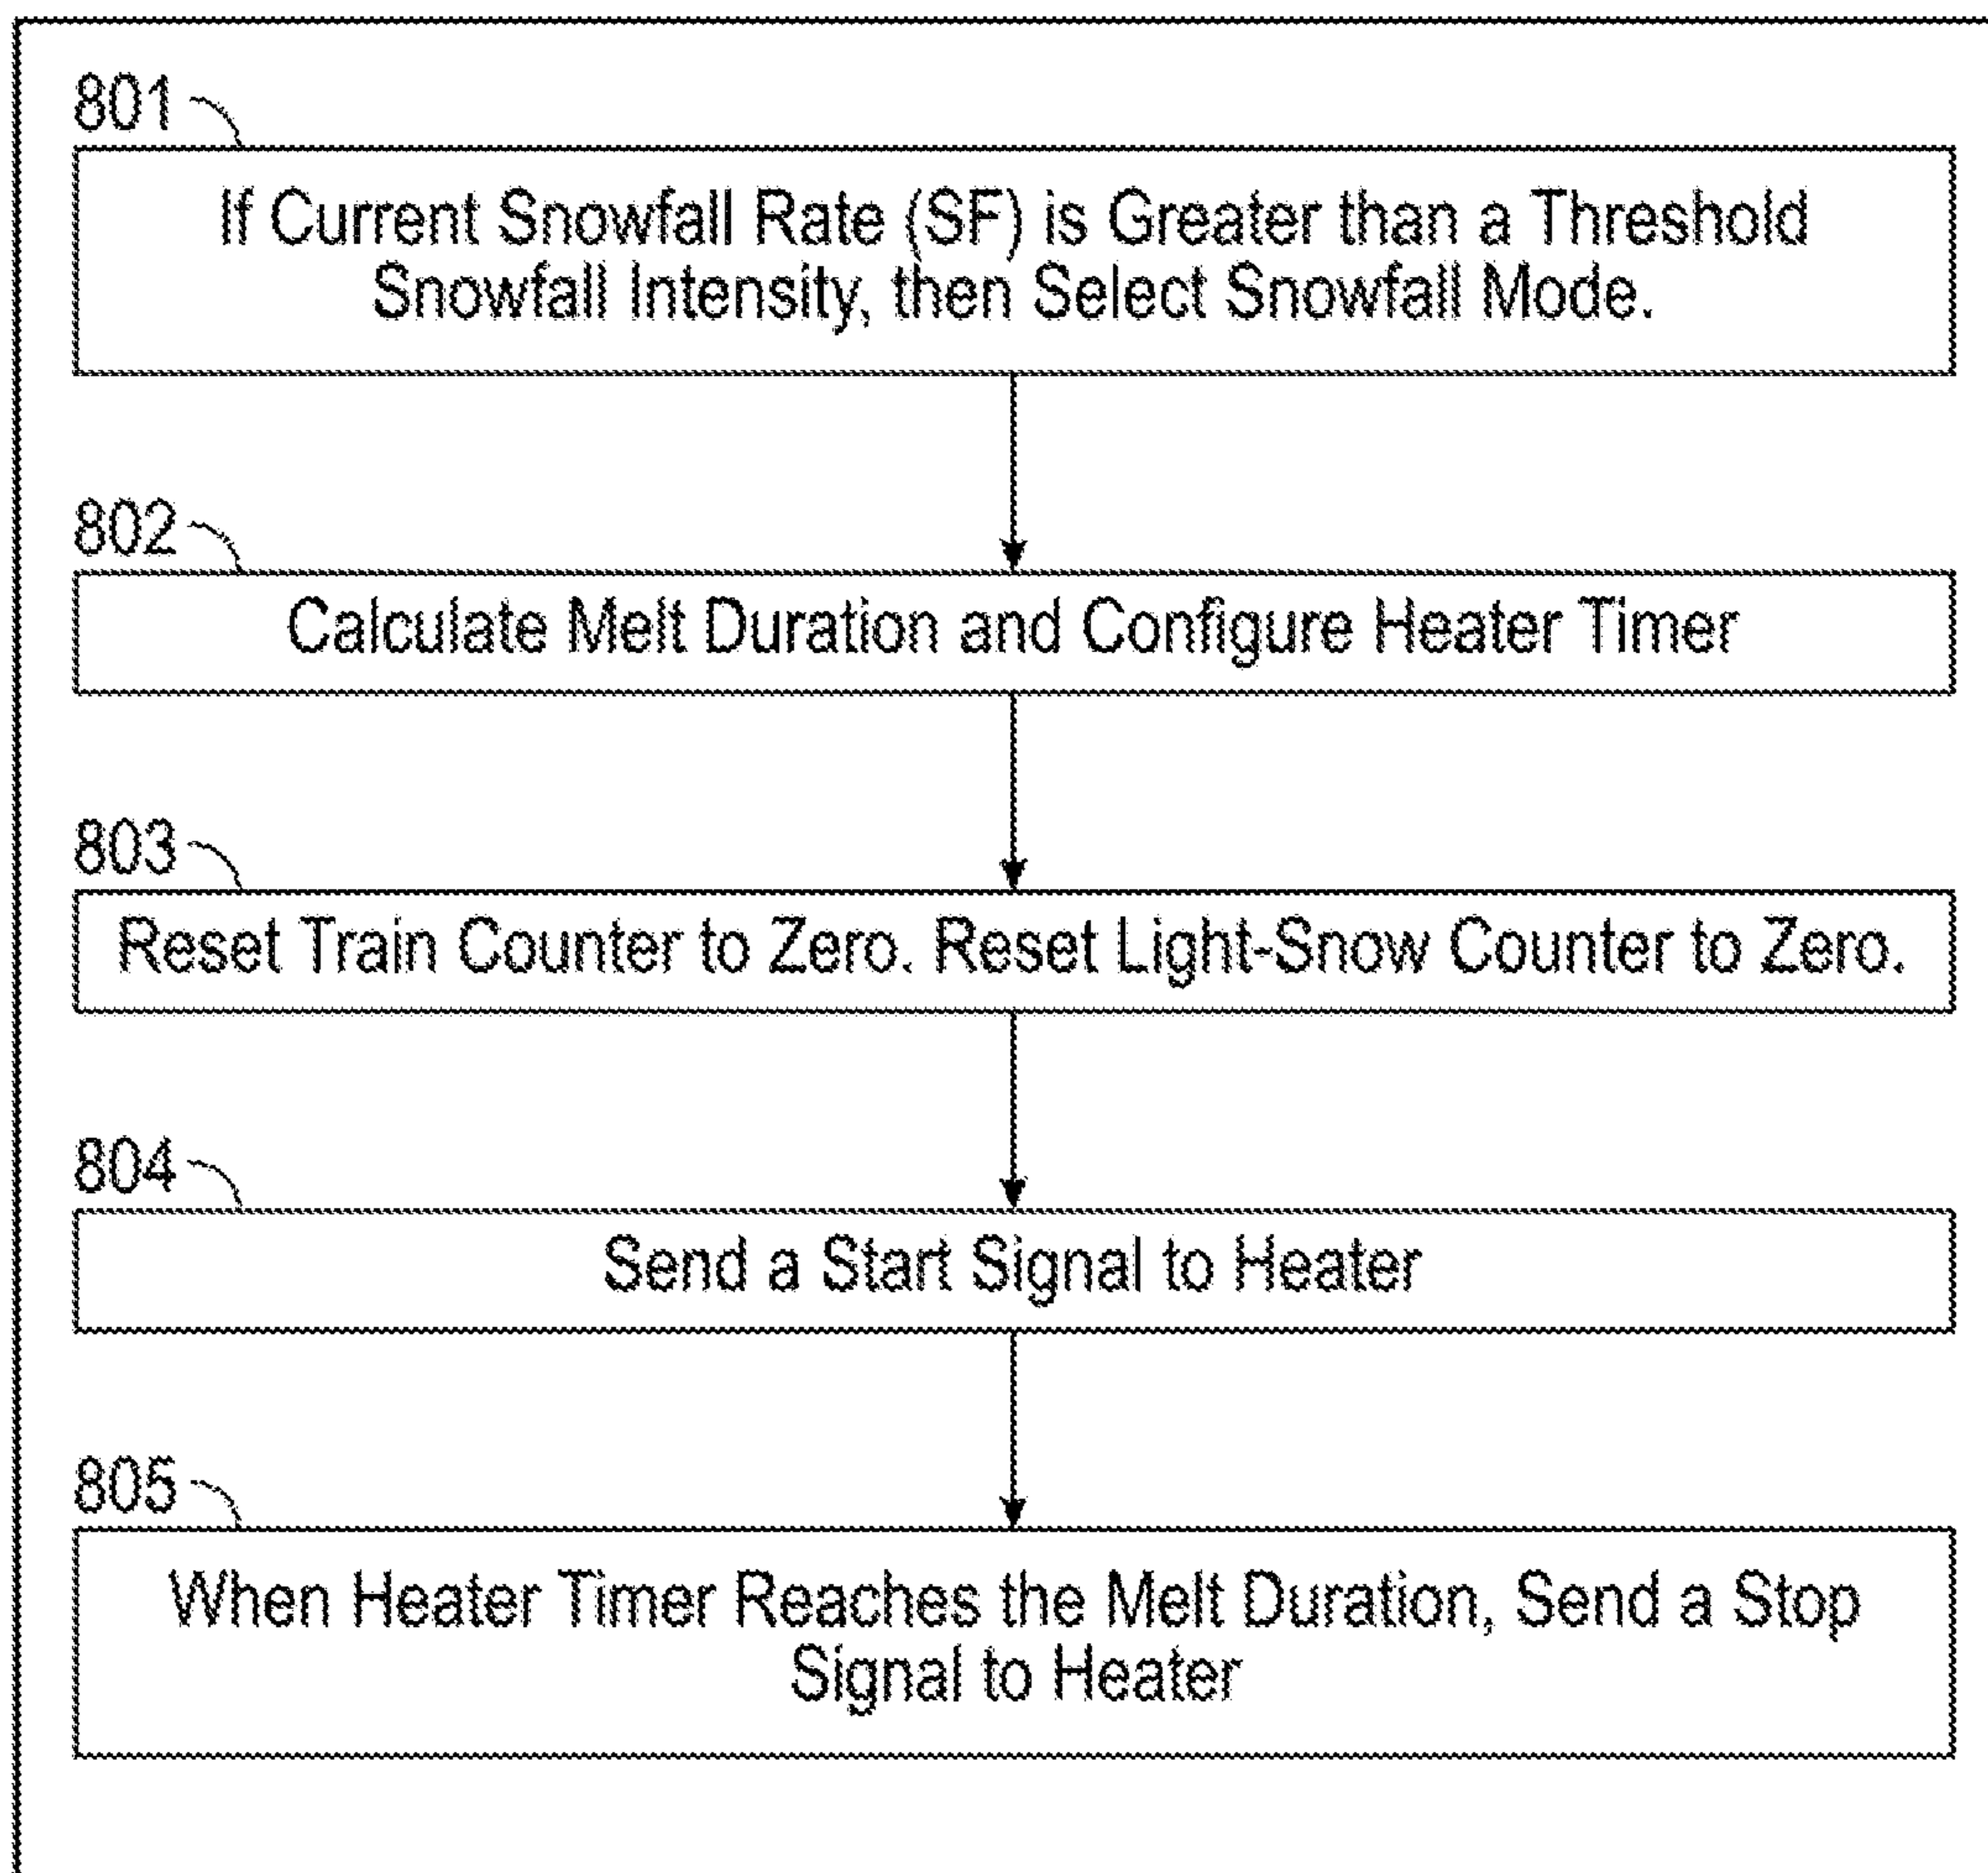 801
If Current Snowfall Rate (SF) is Greater than a Threshold
Snowfall Intensity, then Select Snowfall Mode.
802
Calculate Melt Duration and Configure Heater Timer
803
Reset Train Counter to Zero. Reset Light-Snow Counter to Zero.
804
Send a Start Signal to Heater
805
When Heater Timer Reaches the Melt Duration, Send a Stop
Signal to Heater